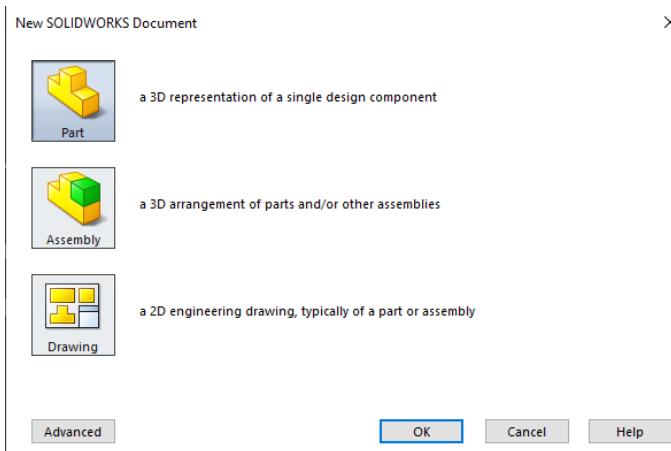 New SOLIDWORKS Document
Part
a 3D representation of a single design component
Assembly
a 3D arrangement of parts and/or other assemblies
Drawing
a 2D engineering drawing, typically of a part or assembly
Advanced
OK
Cancel
Help